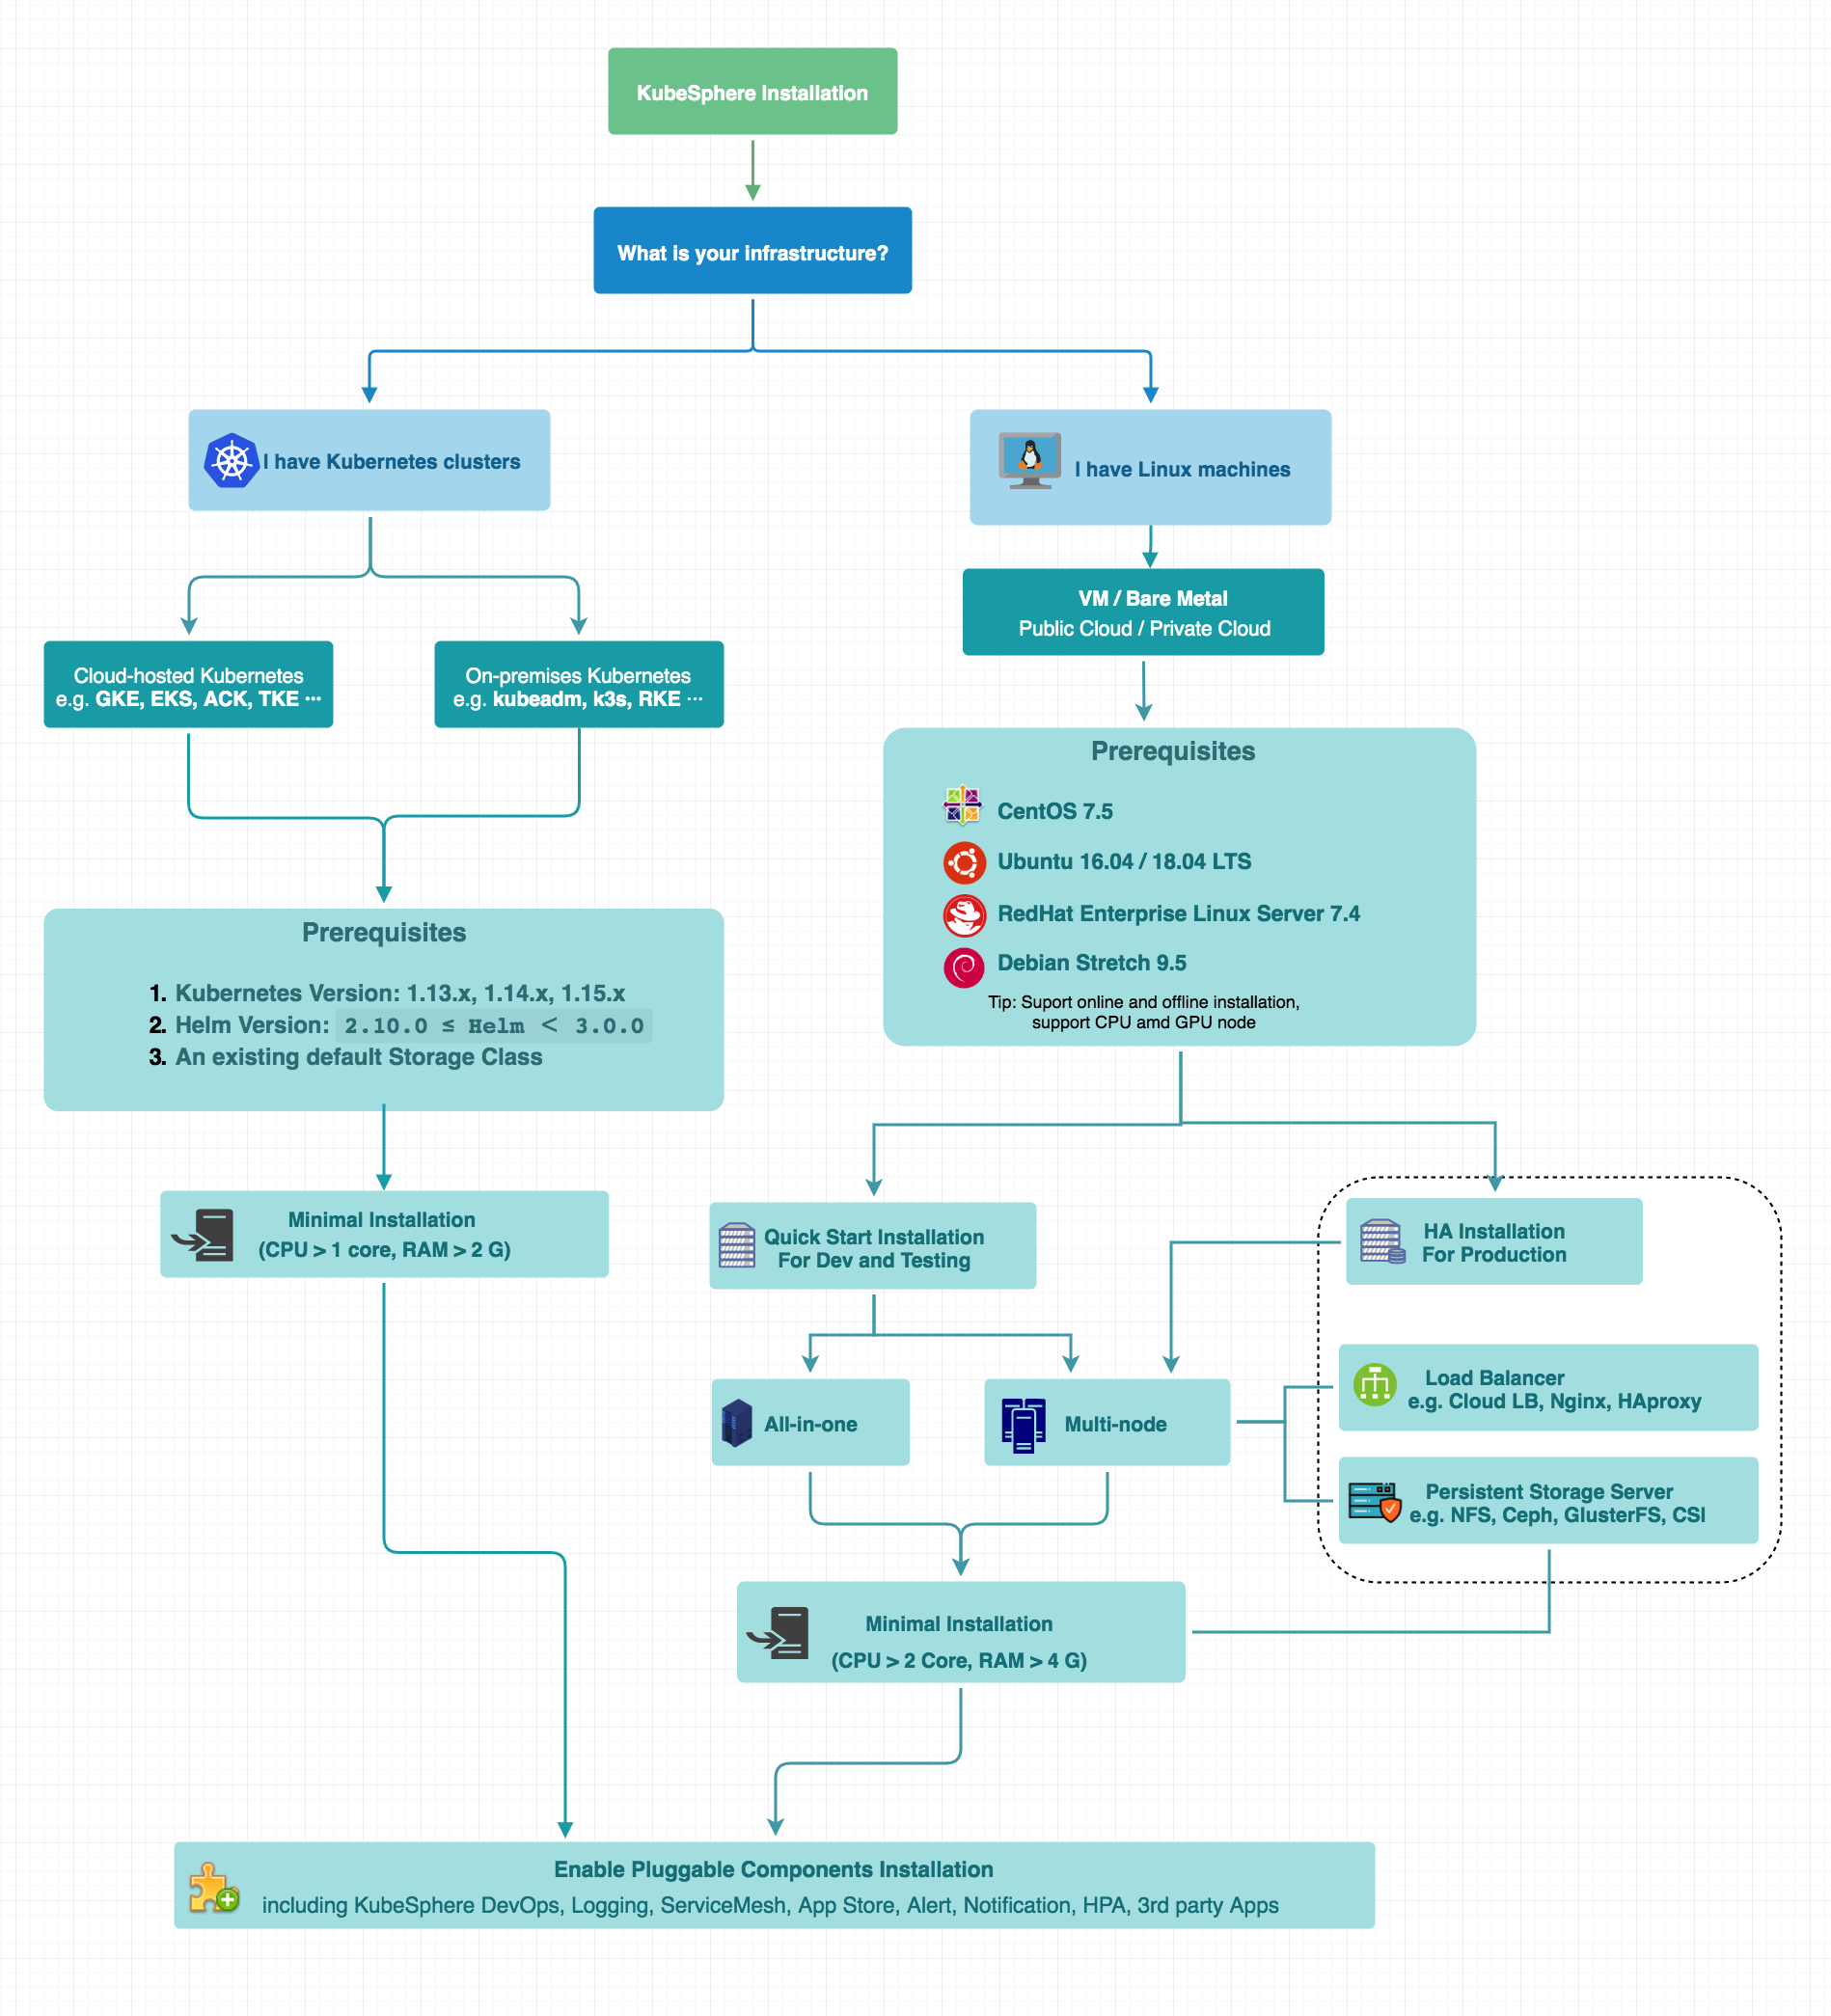 KubeSphere Installation
What is your infrastructure?
I have Kubernetes clusters
I have Linux machines
VM / Bare Metal
Public Cloud / Private Cloud
Cloud-hosted Kubernetes
e.g. GKE, EKS, ACK, TKE ···
On-premises Kubernetes
e.g. kubeadm, k3s, RKE ···
Prerequisites
CentOS 7.5
Ubuntu 16.04 / 18.04 LTS
RedHat Enterprise Linux Server 7.4
Debian Stretch 9.5
Tip: Suport online and offline installation,
support CPU amd GPU node
Prerequisites
1. Kubernetes Version: 1.13.x, 1.14.x, 1.15.x
2. Helm Version: 2.10.0 ≤ Helm < 3.0.0
3. An existing default Storage Class
Minimal Installation
(CPU > 1 core, RAM > 2 G)
Quick Start Installation
For Dev and Testing
HA Installation
For Production
All-in-one
Multi-node
Load Balancer
e.g. Cloud LB, Nginx, HAproxy
Persistent Storage Server
e.g. NFS, Ceph, GlusterFS, CSI
Minimal Installation
(CPU > 2 Core, RAM > 4 G)
Enable Pluggable Components Installation
including KubeSphere DevOps, Logging, ServiceMesh, App Store, Alert, Notification, HPA, 3rd party Apps